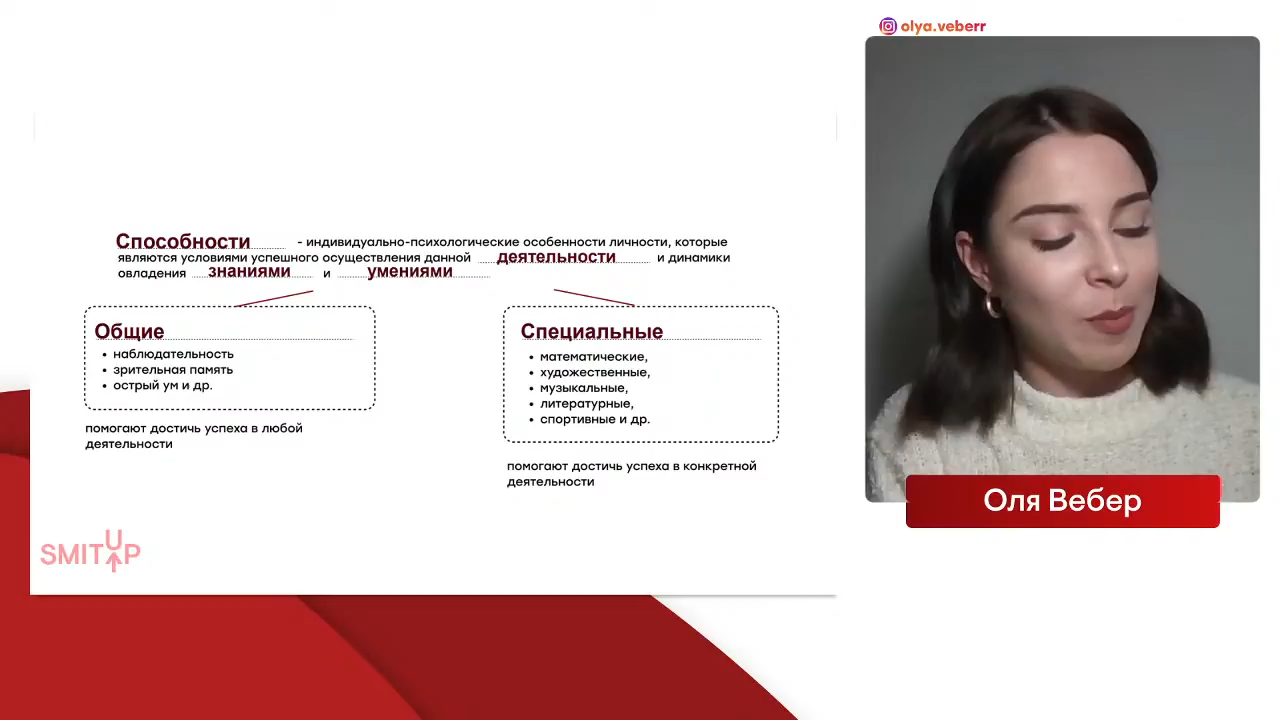 olya.veberr
Способности - индивидуально-психологические особенности личности, которые
являются условиями успешного осуществления данной деятельности и динамики
овладения знаниями и умениями
Общие
• наблюдательность
• зрительная память
• острый ум и др.
помогают достичь успеха в любой
деятельности
Специальные
• математические,
• художественные,
• музыкальные,
• литературные,
• спортивные и др.
помогают достичь успеха в конкретной
деятельности
SMITUP
Оля Вебер